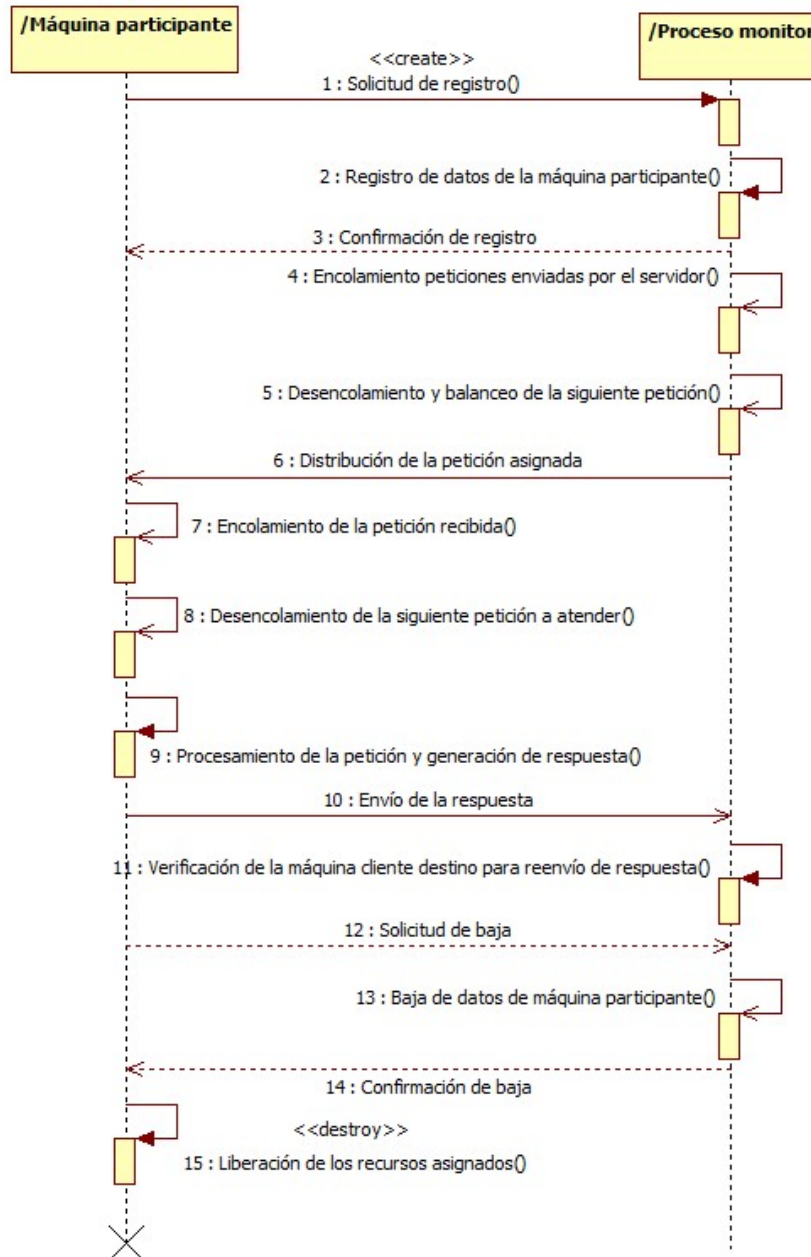 /Máquina participante
/Proceso monitor
<<create>>
1 : Solicitud de registro()
2 : Registro de datos de la máquina participante()
3 : Confirmación de registro
4 : Encolamiento peticiones enviadas por el servidor()
5 : Desencolamiento y balanceo de la siguiente petición()
6 : Distribución de la petición asignada
7 : Encolamiento de la petición recibida()
8 : Desencolamiento de la siguiente petición a atender()
9 : Procesamiento de la petición y generación de respuesta()
10 : Envío de la respuesta
11 : Verificación de la máquina cliente destino para reenvío de respuesta()
12 : Solicitud de baja
13 : Baja de datos de máquina participante()
14 : Confirmación de baja
<<destroy>>
15 : Liberación de los recursos asignados()